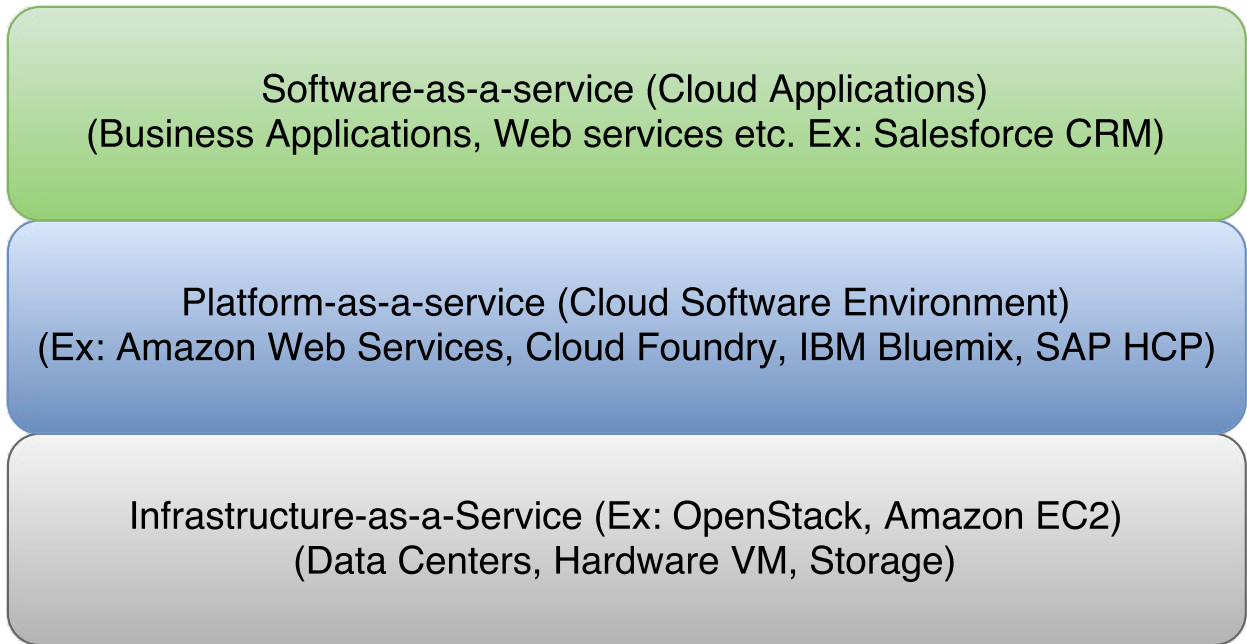 Software-as-a-service (Cloud Applications)
(Business Applications, Web services etc. Ex: Salesforce CRM)
Platform-as-a-service (Cloud Software Environment)
(Ex: Amazon Web Services, Cloud Foundry, IBM Bluemix, SAP HCP)
Infrastructure-as-a-Service (Ex: OpenStack, Amazon EC2)
(Data Centers, Hardware VM, Storage)